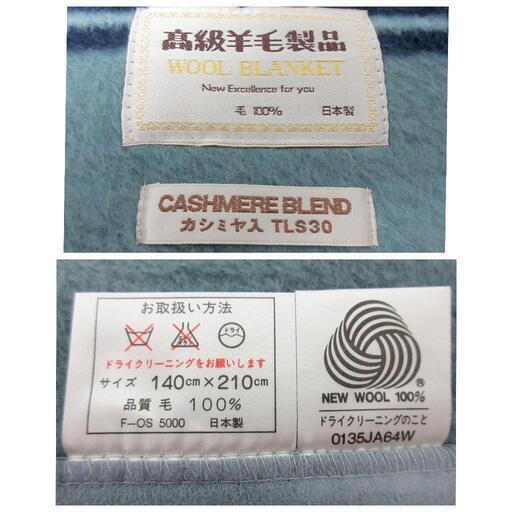 高級羊毛製品
WOOL BLANKET
New Excellence for you
毛 100% 日本製
CASHMERE BLEND
カシミヤ入 TLS30
お取扱い方法
ドライ
ドライクリーニングをお願いします
サイズ 140cm×210cm
品質 毛 100%
F-OS 5000 日本製
®
NEW WOOL 100%
ドライクリーニングのこと
0135JA64W